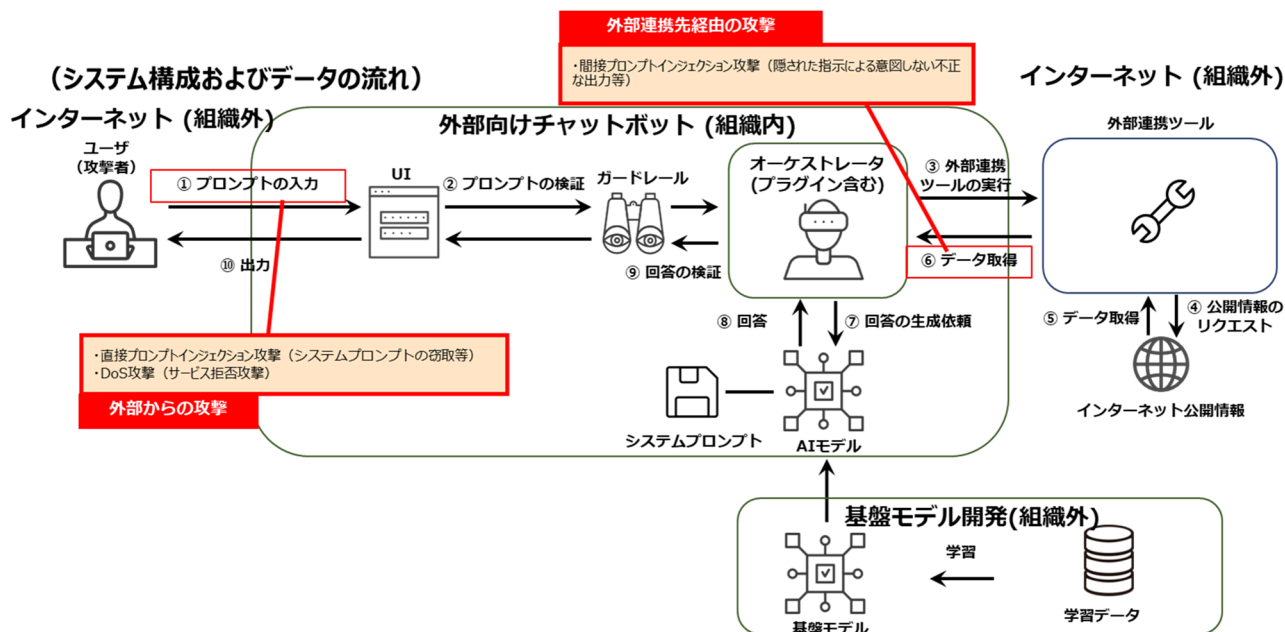 外部連携先経由の攻撃
・間接プロンプトインジェクション攻撃（隠された指示による意図しない不正
な出力等）
（システム構成およびデータの流れ）
インターネット (組織外)
インターネット (組織外)
外部向けチャットボット (組織内)
ユーザ
（攻撃者）
① プロンプトの入力
UI
② プロンプトの検証
ガードレール
オーケストレータ
(プラグイン含む)
③ 外部連携
ツールの実行
外部連携ツール
⑩ 出力
⑨ 回答の検証
⑥ データ取得
⑧ 回答
⑦ 回答の生成依頼
⑤ データ取得
④ 公開情報の
リクエスト
インターネット公開情報
・直接プロンプトインジェクション攻撃（システムプロンプトの窃取等）
・DoS攻撃（サービス拒否攻撃）
外部からの攻撃
システムプロンプト
AIモデル
基盤モデル開発(組織外)
学習
基盤モデル
学習データ